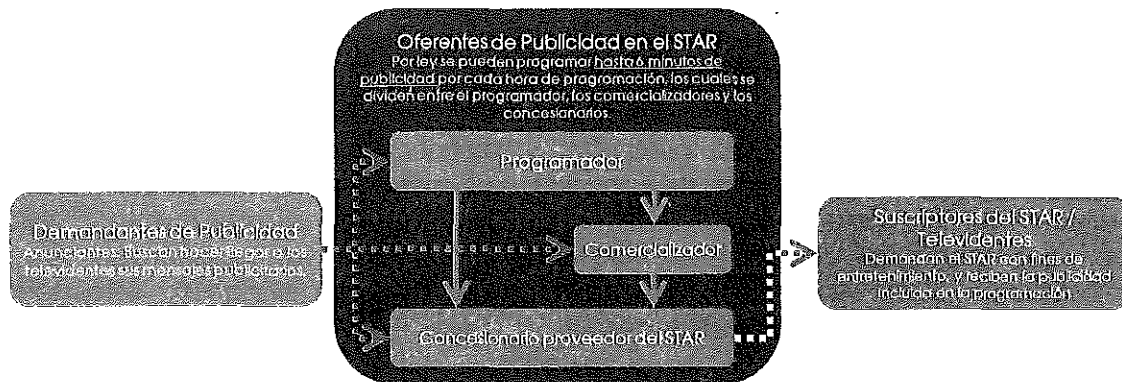 Oferentes de Publicidad en el STAR
Por ley se pueden programar hasta 6 minutos de
publicidad por cada hora de programación, los cuales se
dividen entre el programador, los comercializadores y los
concesionarios.
Programador
Demandantes de Publicidad
Anunciantes. Buscan hacer llegar a los
televidentes sus mensajes publicitarios.
Comercializador
Suscriptores del STAR /
Televidentes
Demandan el STAR con fines de
entretenimiento, y reciben la publicidad
incluida en la programación
Concesionario proveedor del STAR